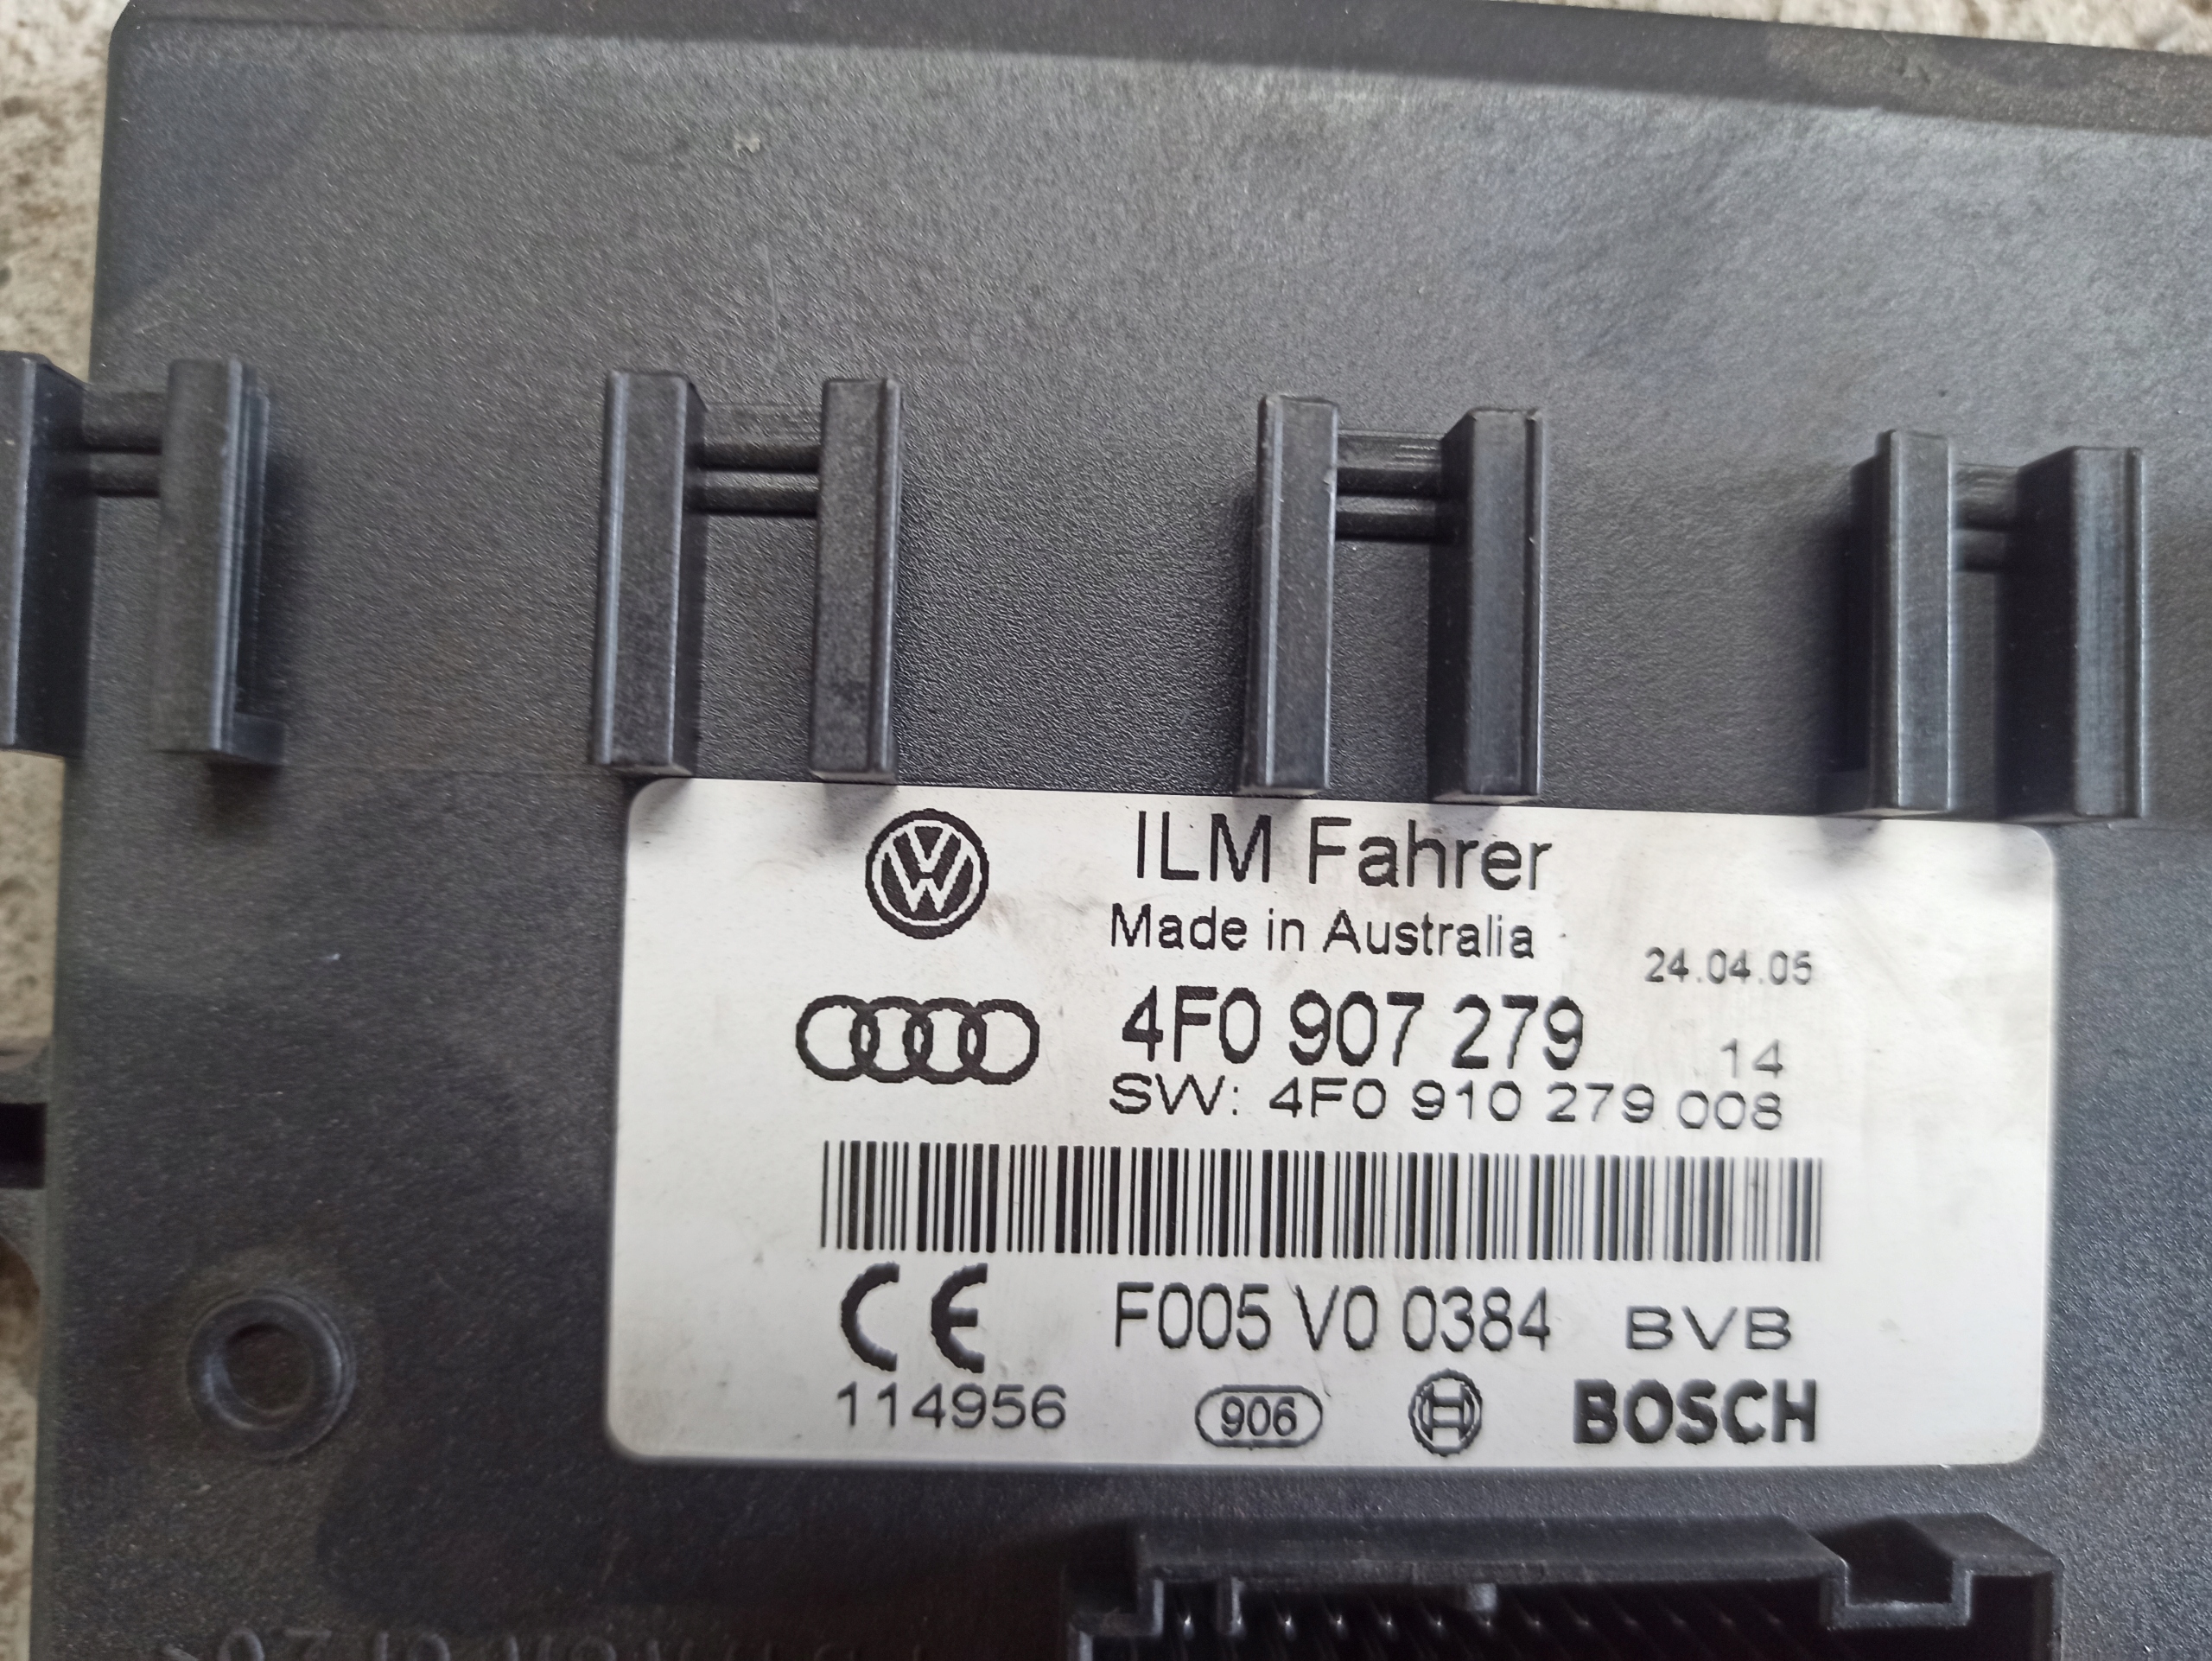 ILM Fahrer
Made in Australia
24.04.05
4F0 907 279
14
SW: 4F0 910 279 008
CE F005 V0 0384 BVB
114956 906 BOSCH